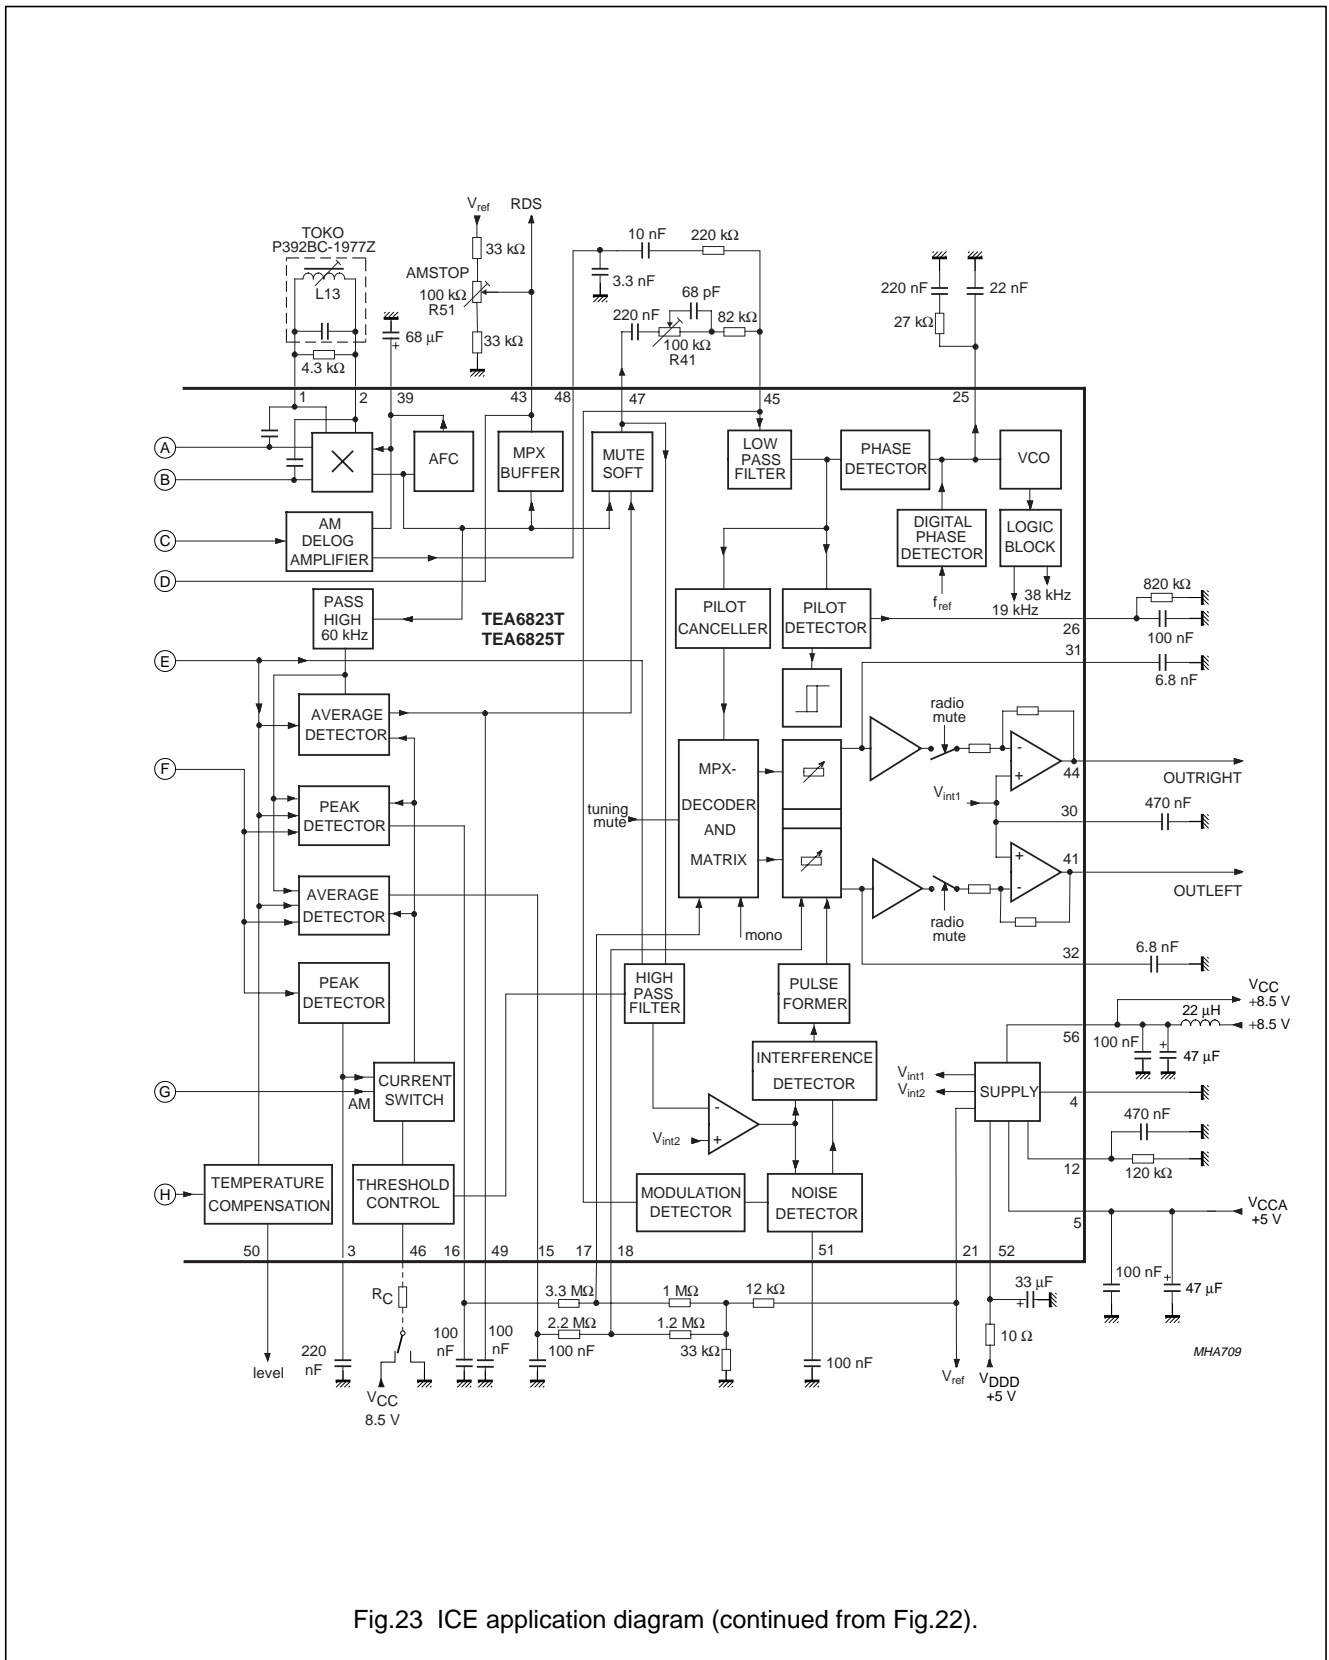 V_ref
RDS
TOKO
P392BC-1977Z
L13
4.3 kΩ
68 μF
+
33 kΩ
AMSTOP
100 kΩ
R51
33 kΩ
10 nF
220 kΩ
3.3 nF
68 pF
220 nF
82 kΩ
100 kΩ
R41
220 nF
22 nF
27 kΩ
1
2
39
43
48
47
45
25
A
B
C
D
E
F
G
H
AFC
MPX
BUFFER
MUTE
SOFT
LOW
PASS
FILTER
PHASE
DETECTOR
VCO
AM
DELOG
AMPLIFIER
DIGITAL
PHASE
DETECTOR
LOGIC
BLOCK
f_ref
38 kHz
19 kHz
PASS
HIGH
60 kHz
TEA6823T
TEA6825T
PILOT
CANCELLER
PILOT
DETECTOR
820 kΩ
26
100 nF
31
6.8 nF
AVERAGE
DETECTOR
radio
mute
-
+
44
OUTRIGHT
V_int1
30
470 nF
PEAK
DETECTOR
tuning
mute
MPX-
DECODER
AND
MATRIX
+
-
41
OUTLEFT
radio
mute
AVERAGE
DETECTOR
mono
32
6.8 nF
PEAK
DETECTOR
HIGH
PASS
FILTER
PULSE
FORMER
VCC
+8.5 V
22 μH
+8.5 V
56
100 nF
+
47 μF
INTERFERENCE
DETECTOR
CURRENT
SWITCH
AM
-
+
V_int2
V_int1
V_int2
SUPPLY
4
470 nF
12
120 kΩ
TEMPERATURE
COMPENSATION
THRESHOLD
CONTROL
MODULATION
DETECTOR
NOISE
DETECTOR
VCCA
+5 V
5
50
3
46
16
49
15
17
18
51
21
52
100 nF
+
47 μF
R_C
3.3 MΩ
1 MΩ
12 kΩ
33 μF
+
2.2 MΩ
1.2 MΩ
10 Ω
level
220
nF
100
nF
100
nF
100 nF
33 kΩ
100 nF
V_CC
8.5 V
V_ref
V_DDD
+5 V
MHA709
Fig.23 ICE application diagram (continued from Fig.22).